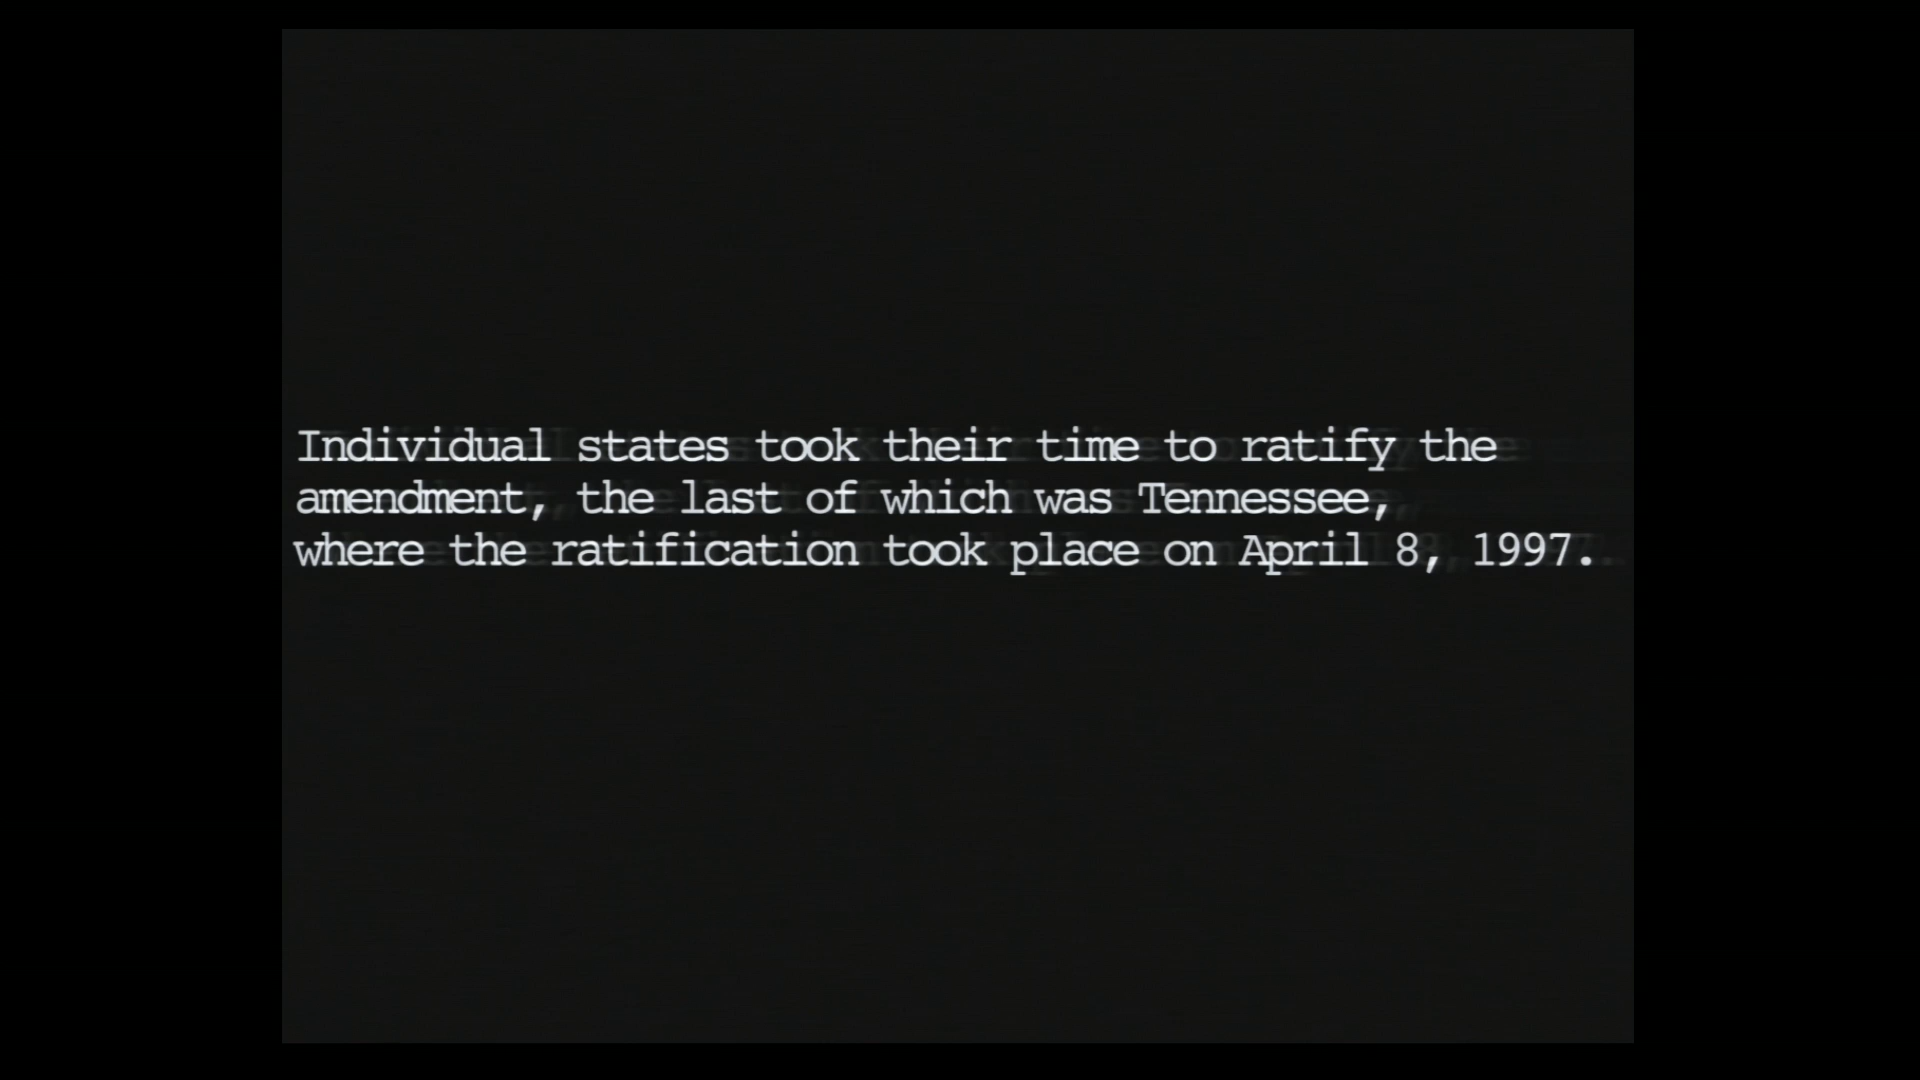 Individual states took their time to ratify the
amendment, the last of which was Tennessee,
where the ratification took place on April 8, 1997.